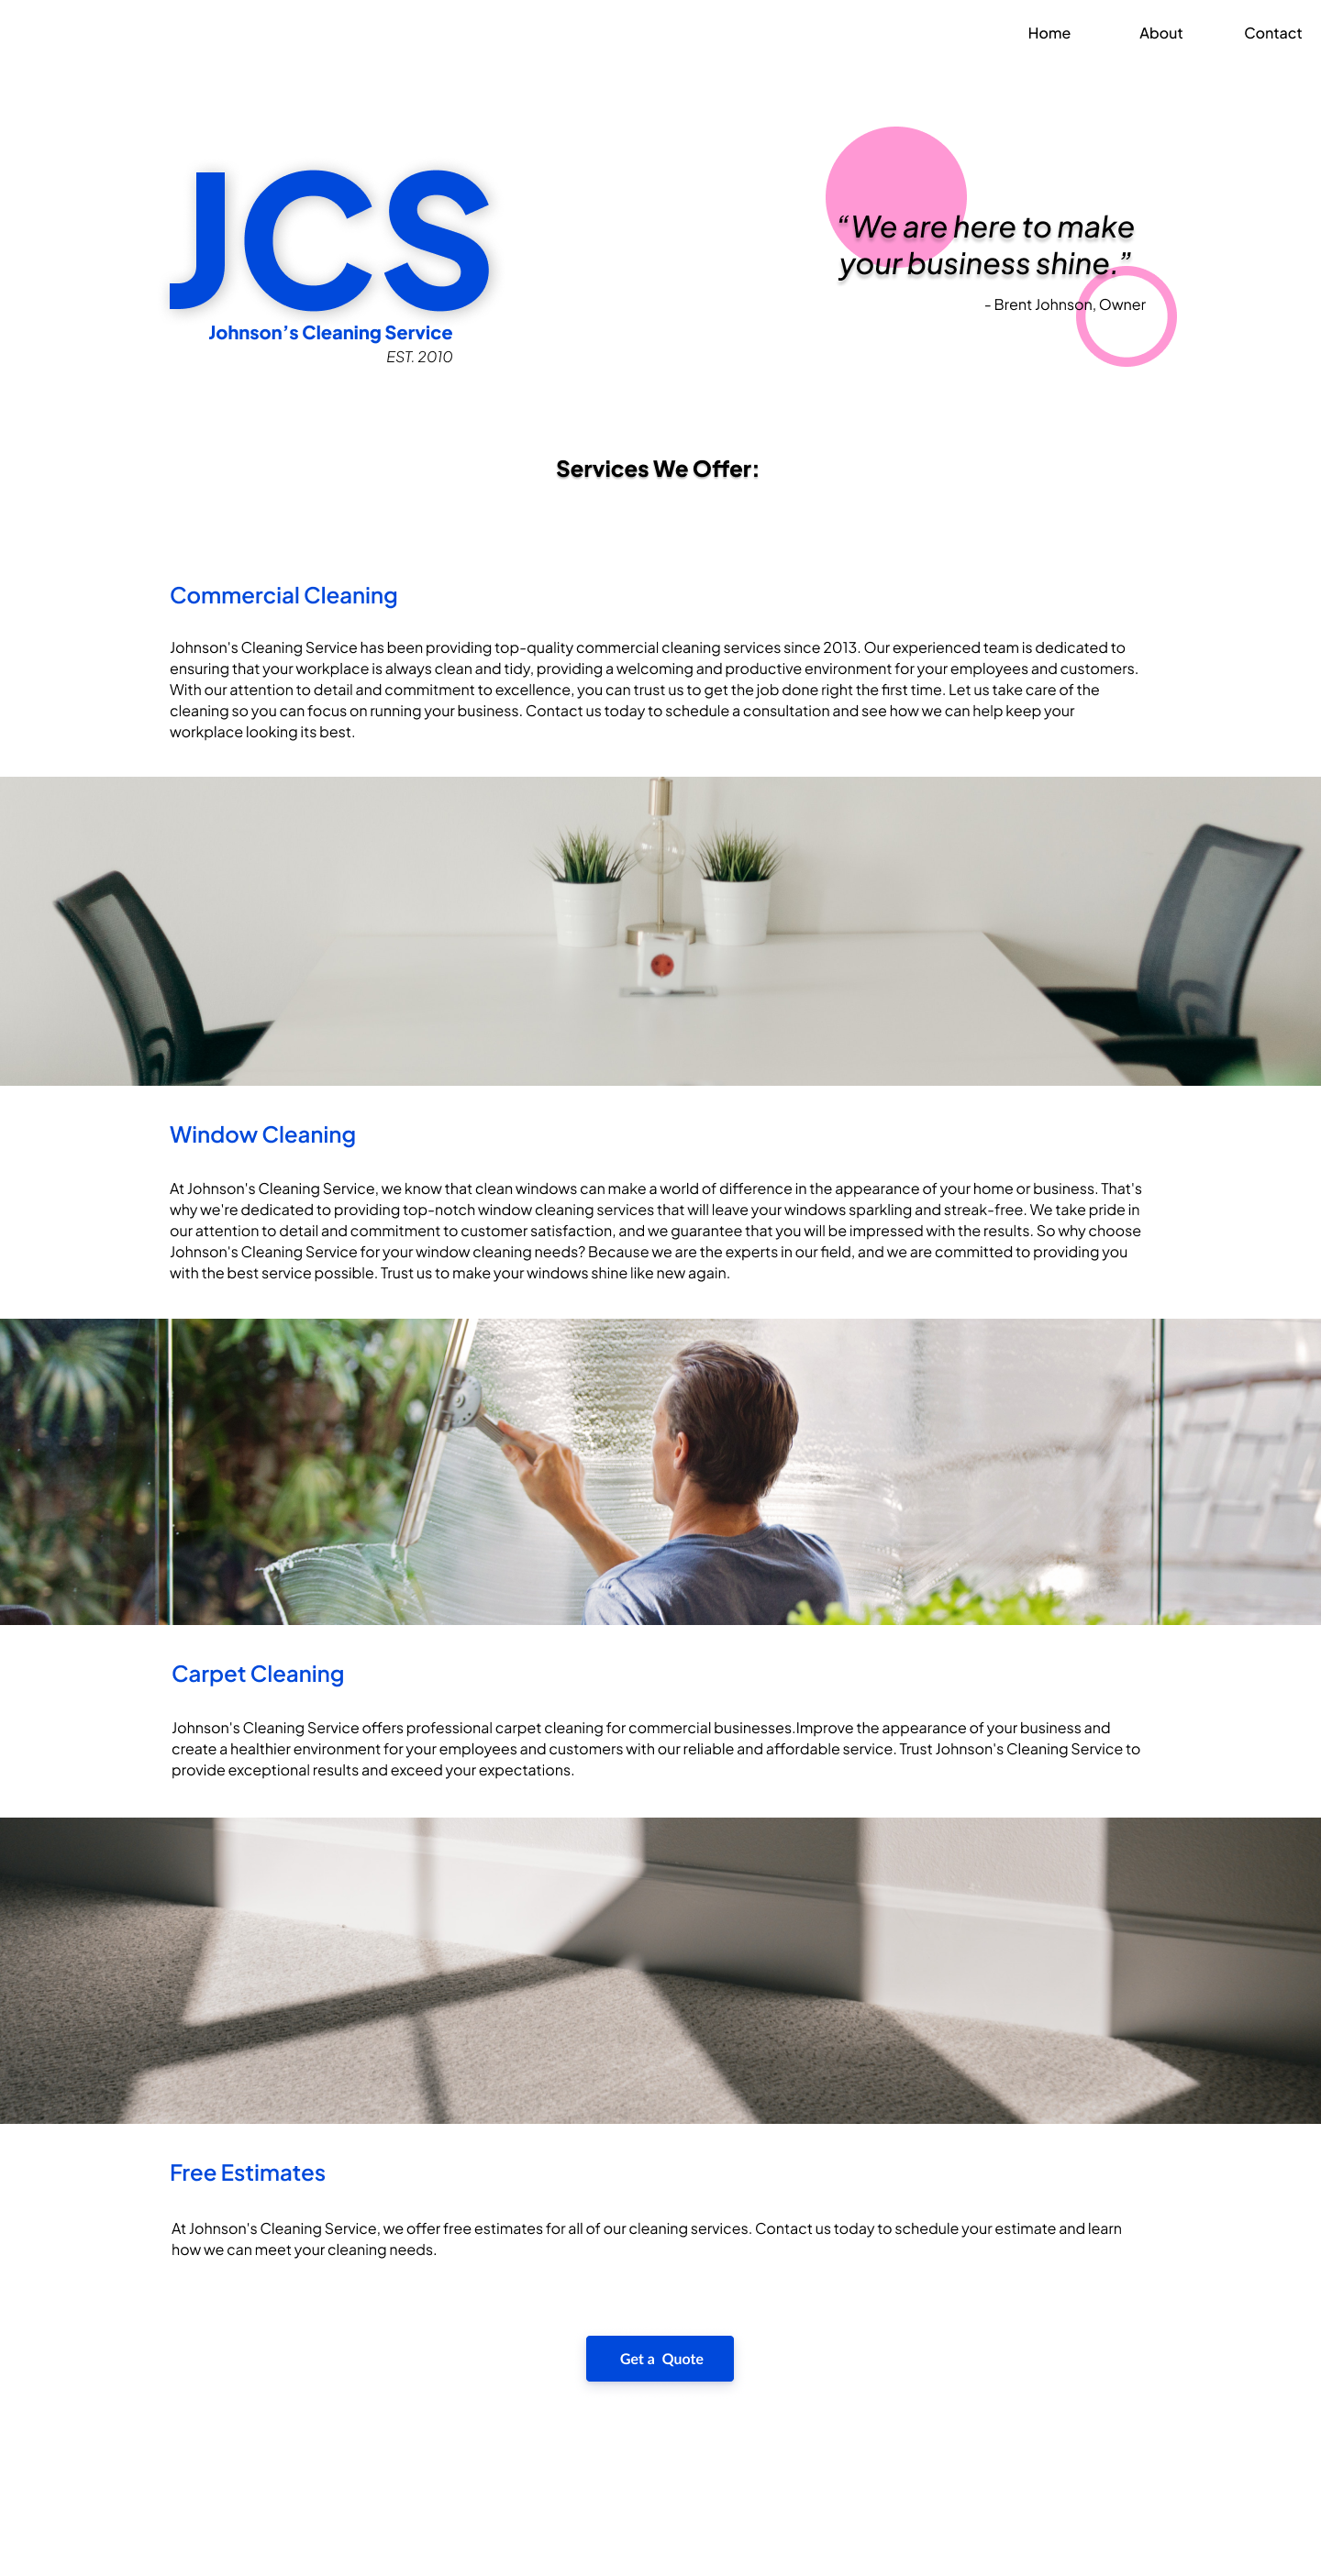 Home About Contact
JCS
Johnson’s Cleaning Service
EST. 2010
“We are here to make
your business shine.”
- Brent Johnson, Owner
Services We Offer:
Commercial Cleaning
Johnson's Cleaning Service has been providing top-quality commercial cleaning services since 2013. Our experienced team is dedicated to
ensuring that your workplace is always clean and tidy, providing a welcoming and productive environment for your employees and customers.
With our attention to detail and commitment to excellence, you can trust us to get the job done right the first time. Let us take care of the
cleaning so you can focus on running your business. Contact us today to schedule a consultation and see how we can help keep your
workplace looking its best.
Window Cleaning
At Johnson's Cleaning Service, we know that clean windows can make a world of difference in the appearance of your home or business. That's
why we're dedicated to providing top-notch window cleaning services that will leave your windows sparkling and streak-free. We take pride in
our attention to detail and commitment to customer satisfaction, and we guarantee that you will be impressed with the results. So why choose
Johnson's Cleaning Service for your window cleaning needs? Because we are the experts in our field, and we are committed to providing you
with the best service possible. Trust us to make your windows shine like new again.
Carpet Cleaning
Johnson's Cleaning Service offers professional carpet cleaning for commercial businesses.Improve the appearance of your business and
create a healthier environment for your employees and customers with our reliable and affordable service. Trust Johnson's Cleaning Service to
provide exceptional results and exceed your expectations.
Free Estimates
At Johnson's Cleaning Service, we offer free estimates for all of our cleaning services. Contact us today to schedule your estimate and learn
how we can meet your cleaning needs.
Get a Quote